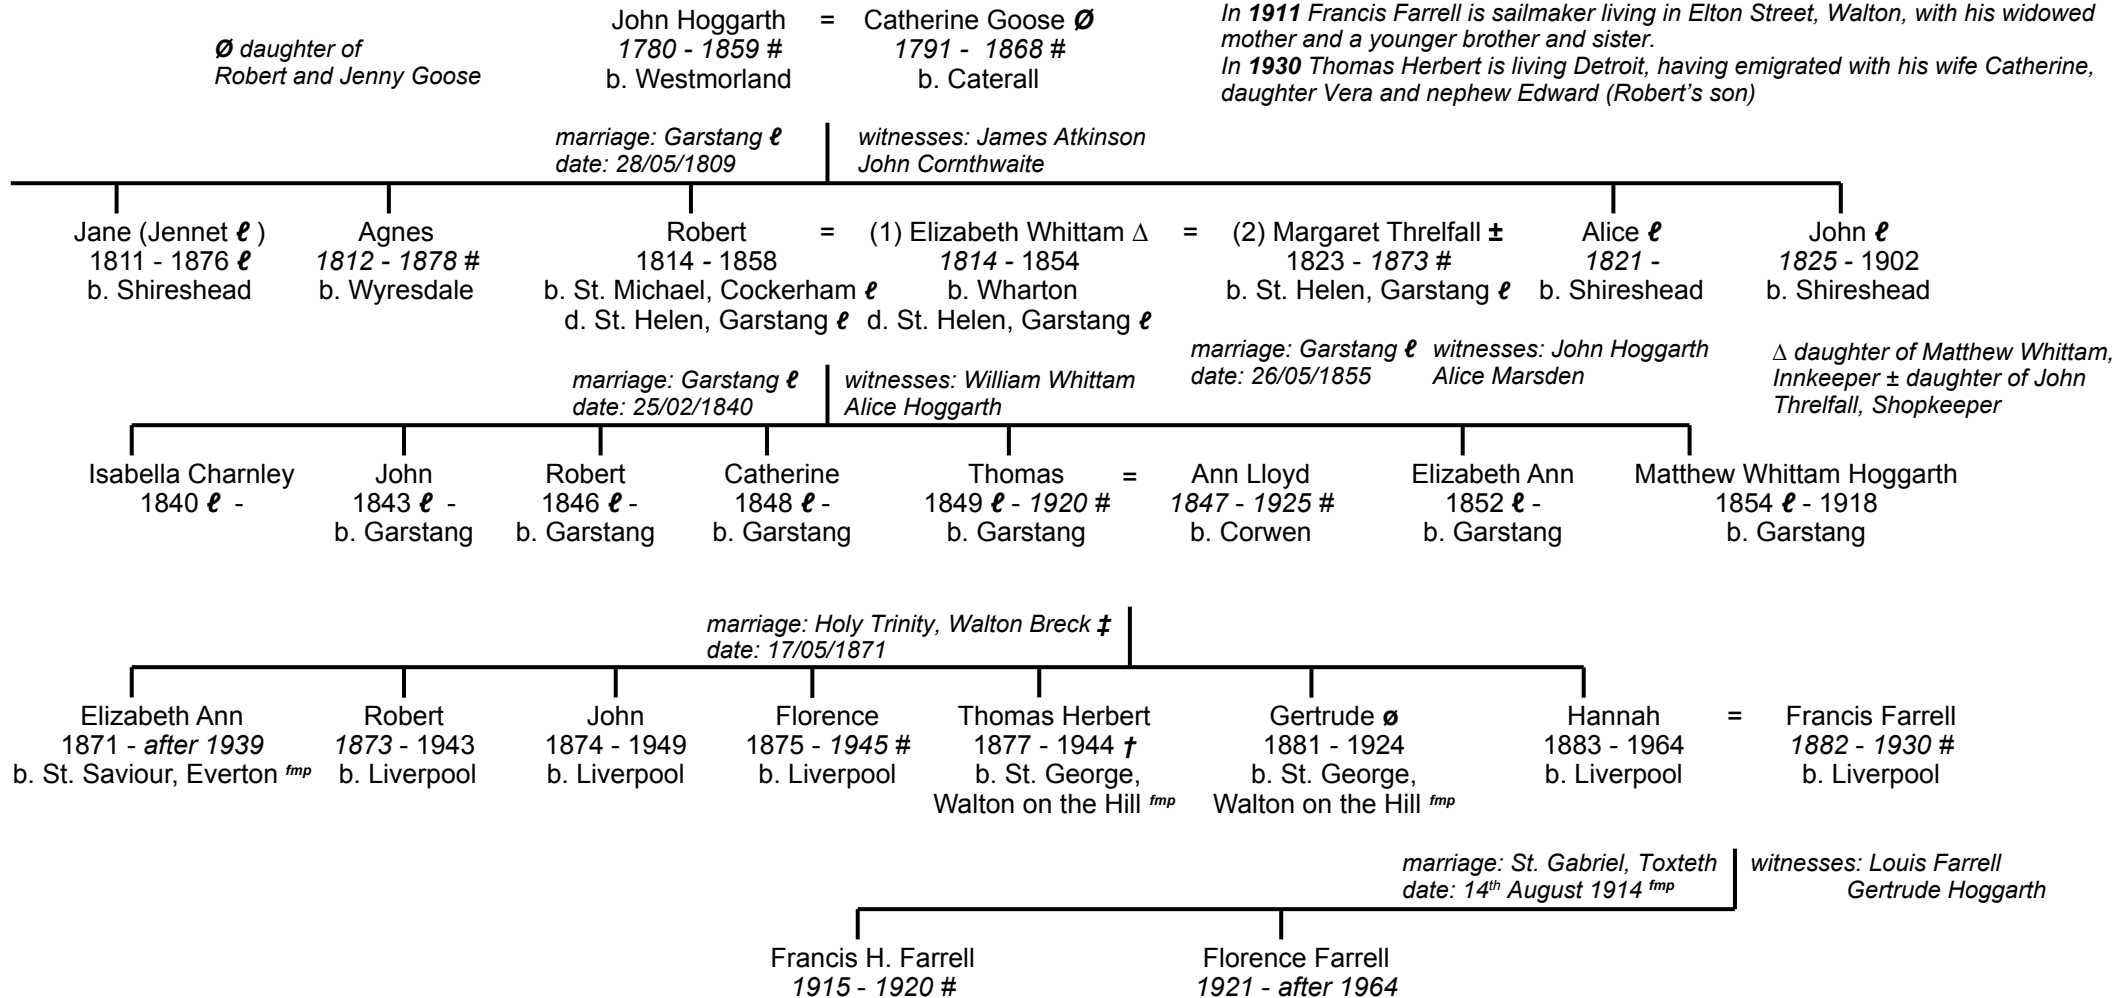 John Hoggarth = Catherine Goose Ø
1780 - 1859 # 1791 - 1868 #
b. Westmorland b. Caterall
Ø daughter of
Robert and Jenny Goose
In 1911 Francis Farrell is sailmaker living in Elton Street, Walton, with his widowed
mother and a younger brother and sister.
In 1930 Thomas Herbert is living Detroit, having emigrated with his wife Catherine,
daughter Vera and nephew Edward (Robert's son)
marriage: Garstang ℓ witnesses: James Atkinson
date: 28/05/1809 John Cornthwaite
Jane (Jennet ℓ ) Agnes Robert = (1) Elizabeth Whittam ∆ = (2) Margaret Threlfall ± Alice ℓ John ℓ
1811 - 1876 ℓ 1812 - 1878 # 1814 - 1858 1814 - 1854 1823 - 1873 # 1821 - 1825 - 1902
b. Shireshead b. Wyresdale b. St. Michael, Cockerham ℓ b. Wharton b. St. Helen, Garstang ℓ b. Shireshead b. Shireshead
d. St. Helen, Garstang ℓ d. St. Helen, Garstang ℓ
marriage: Garstang ℓ witnesses: John Hoggarth
date: 26/05/1855 Alice Marsden
∆ daughter of Matthew Whittam,
Innkeeper ± daughter of John
Threlfall, Shopkeeper
marriage: Garstang ℓ witnesses: William Whittam
date: 25/02/1840 Alice Hoggarth
Isabella Charnley John Robert Catherine Thomas = Ann Lloyd Elizabeth Ann Matthew Whittam Hoggarth
1840 ℓ - 1843 ℓ - 1846 ℓ - 1848 ℓ - 1849 ℓ - 1920 # 1847 - 1925 # 1852 ℓ - 1854 ℓ - 1918
b. Garstang b. Garstang b. Garstang b. Garstang b. Corwen b. Garstang b. Garstang
marriage: Holy Trinity, Walton Breck ‡
date: 17/05/1871
Elizabeth Ann Robert John Florence Thomas Herbert Gertrude ø Hannah = Francis Farrell
1871 - after 1939 1873 - 1943 1874 - 1949 1875 - 1945 # 1877 - 1944 † 1881 - 1924 1883 - 1964 1882 - 1930 #
b. St. Saviour, Everton fmp b. Liverpool b. Liverpool b. Liverpool b. St. George, b. St. George, b. Liverpool b. Liverpool
Walton on the Hill fmp Walton on the Hill fmp
marriage: St. Gabriel, Toxteth witnesses: Louis Farrell
date: 14th August 1914 fmp Gertrude Hoggarth
Francis H. Farrell Florence Farrell
1915 - 1920 # 1921 - after 1964